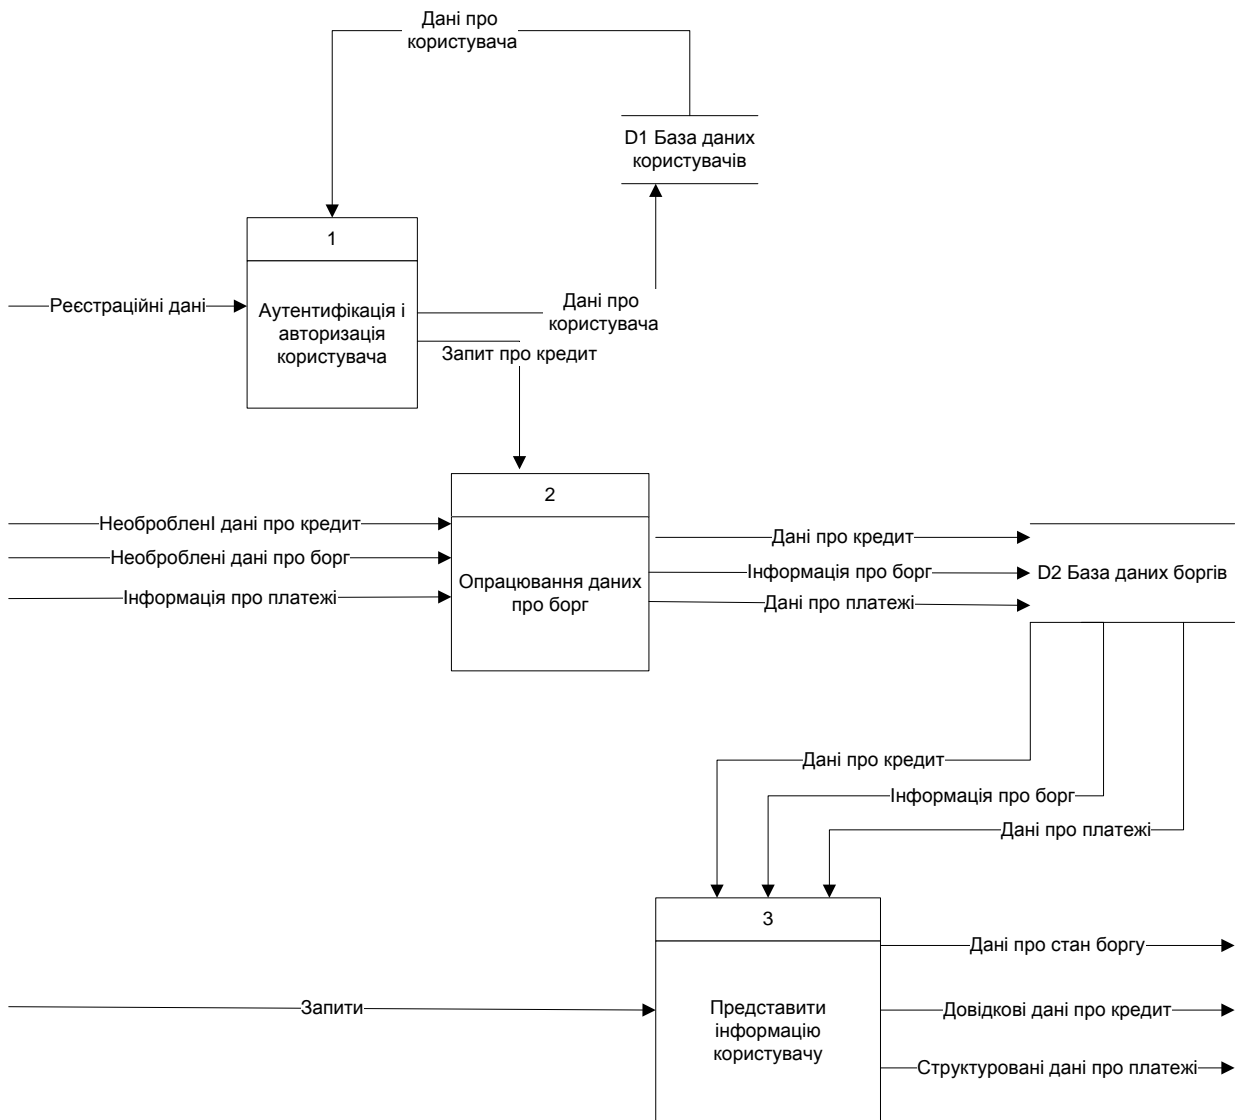 Дані про
користувача
D1 База даних
користувачів
1
Реєстраційні дані
Аутентифікація і
авторизація
користувача
Дані про
користувача
Запит про кредит
2
НеобробленІ дані про кредит
Необроблені дані про борг
Інформація про платежі
Опрацювання даних
про борг
Дані про кредит
Інформація про борг
Дані про платежі
D2 База даних боргів
Дані про кредит
Інформація про борг
Дані про платежі
3
Запити
Представити
інформацію
користувачу
Дані про стан боргу
Довідкові дані про кредит
Структуровані дані про платежі